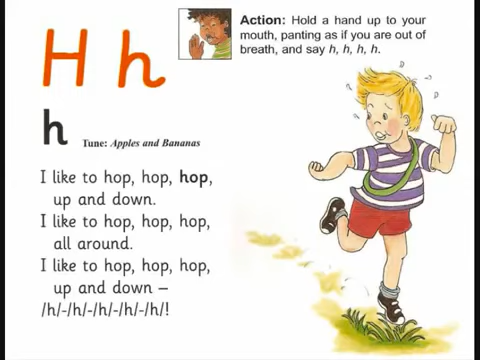 H h
Action: Hold a hand up to your
mouth, panting as if you are out of
breath, and say h, h, h, h.
h
Tune: Apples and Bananas
I like to hop, hop, hop,
up and down.
I like to hop, hop, hop,
all around.
I like to hop, hop, hop,
up and down –
/h/-/h/-/h/-/h/-/h/!